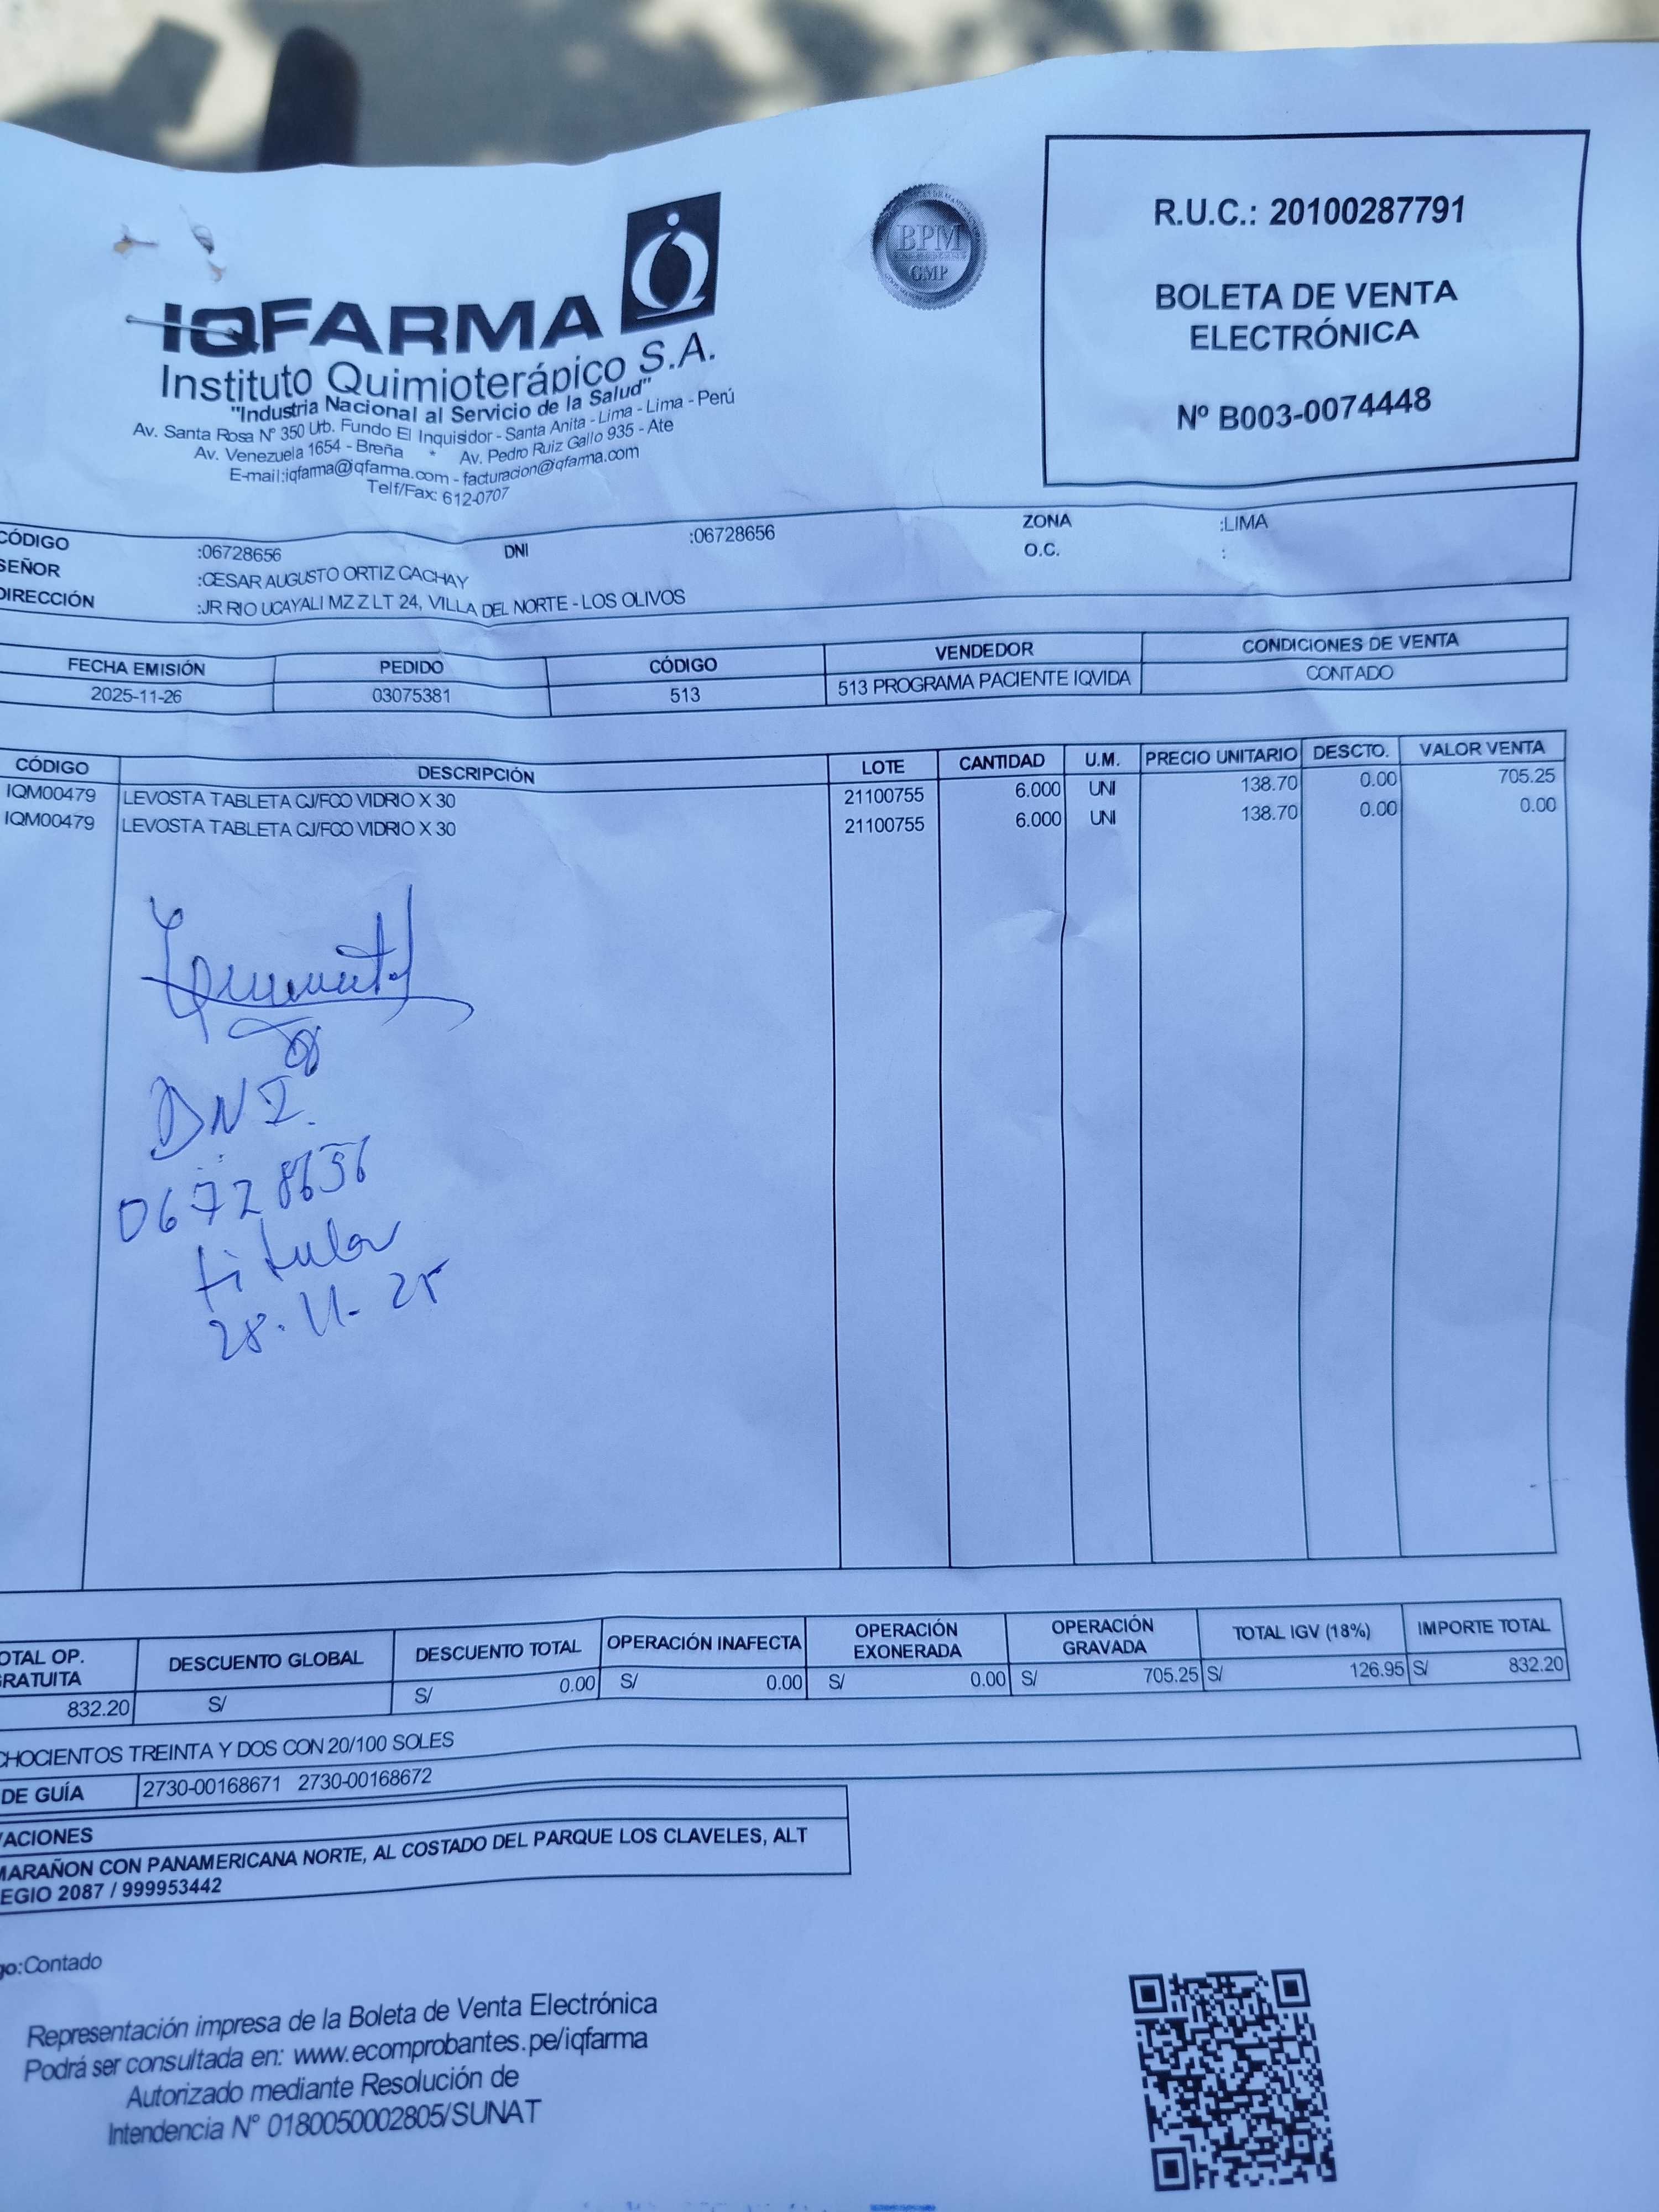 IQFARMA
Instituto Quimioterápico S.A.
"Industria Nacional al Servicio de la Salud"
Av. Santa Rosa Nº 350 Urb. Fundo El Inquisidor - Santa Anita - Lima - Lima - Perú
Av. Venezuela 1654 - Breña * Av. Pedro Ruiz Gallo 935 - Ate
E-mail:iqfarma@iqfarma.com - facturacion@iqfarma.com
Telf/Fax: 612-0707
BPM
GMP
R.U.C.: 20100287791
BOLETA DE VENTA
ELECTRÓNICA
Nº B003-0074448
CÓDIGO :06728656 DNI :06728656 ZONA :LIMA
SEÑOR :CESAR AUGUSTO ORTIZ CACHAY O.C. :
DIRECCIÓN :JR RIO UCAYALI MZ Z LT 24, VILLA DEL NORTE - LOS OLIVOS
FECHA EMISIÓN PEDIDO CÓDIGO VENDEDOR CONDICIONES DE VENTA
2025-11-26 03075381 513 513 PROGRAMA PACIENTE IQVIDA CONTADO
CÓDIGO DESCRIPCIÓN LOTE CANTIDAD U.M. PRECIO UNITARIO DESCTO. VALOR VENTA
IQM00479 LEVOSTA TABLETA CJ/FCO VIDRIO X 30 21100755 6.000 UNI 138.70 0.00 705.25
IQM00479 LEVOSTA TABLETA CJ/FCO VIDRIO X 30 21100755 6.000 UNI 138.70 0.00 0.00
DNI.
06728656
titular
28-11-25
OTAL OP. GRATUITA DESCUENTO GLOBAL DESCUENTO TOTAL OPERACIÓN INAFECTA OPERACIÓN EXONERADA OPERACIÓN GRAVADA TOTAL IGV (18%) IMPORTE TOTAL
832.20 S/ S/ 0.00 S/ 0.00 S/ 0.00 S/ 705.25 S/ 126.95 S/ 832.20
CHOCIENTOS TREINTA Y DOS CON 20/100 SOLES
DE GUÍA 2730-00168671 2730-00168672
VACIONES
MARAÑON CON PANAMERICANA NORTE, AL COSTADO DEL PARQUE LOS CLAVELES, ALT
EGIO 2087 / 999953442
go:Contado
Representación impresa de la Boleta de Venta Electrónica
Podrá ser consultada en: www.ecomprobantes.pe/iqfarma
Autorizado mediante Resolución de
Intendencia N° 0180050002805/SUNAT